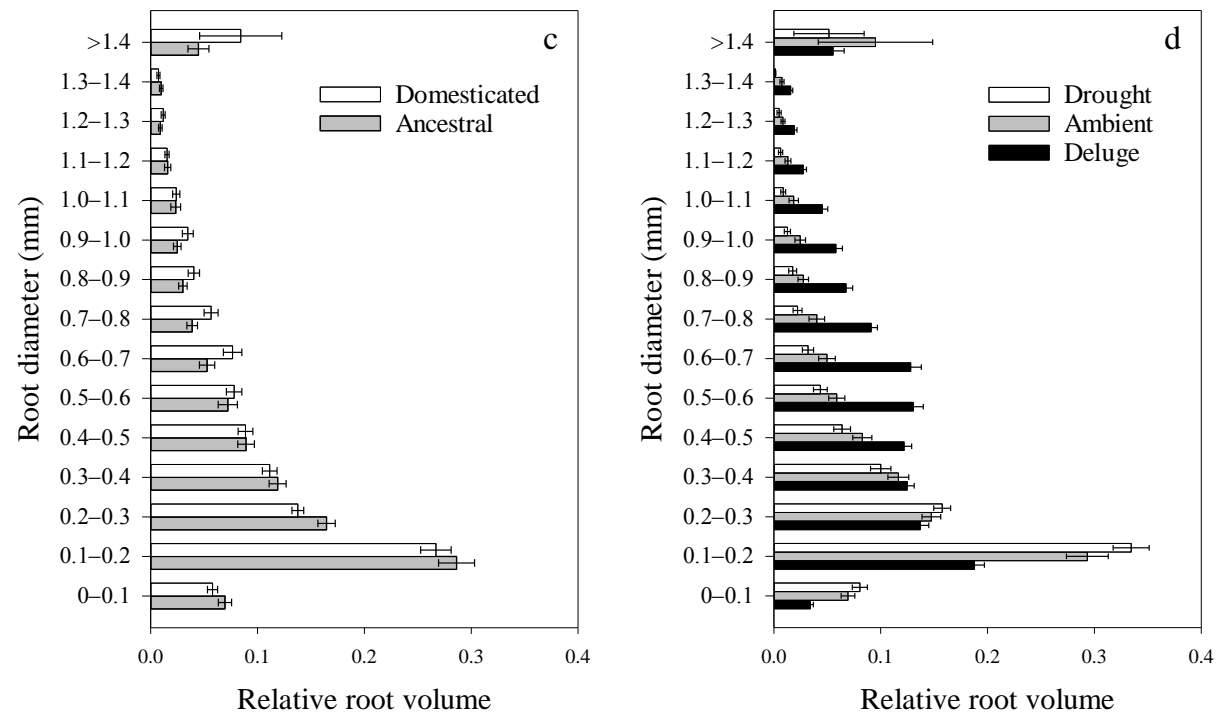 c
Domesticated
Ancestral
Root diameter (mm)
>1.4
1.3–1.4
1.2–1.3
1.1–1.2
1.0–1.1
0.9–1.0
0.8–0.9
0.7–0.8
0.6–0.7
0.5–0.6
0.4–0.5
0.3–0.4
0.2–0.3
0.1–0.2
0–0.1
0.0 0.1 0.2 0.3 0.4
Relative root volume
d
Drought
Ambient
Deluge
Root diameter (mm)
>1.4
1.3–1.4
1.2–1.3
1.1–1.2
1.0–1.1
0.9–1.0
0.8–0.9
0.7–0.8
0.6–0.7
0.5–0.6
0.4–0.5
0.3–0.4
0.2–0.3
0.1–0.2
0–0.1
0.0 0.1 0.2 0.3 0.4
Relative root volume